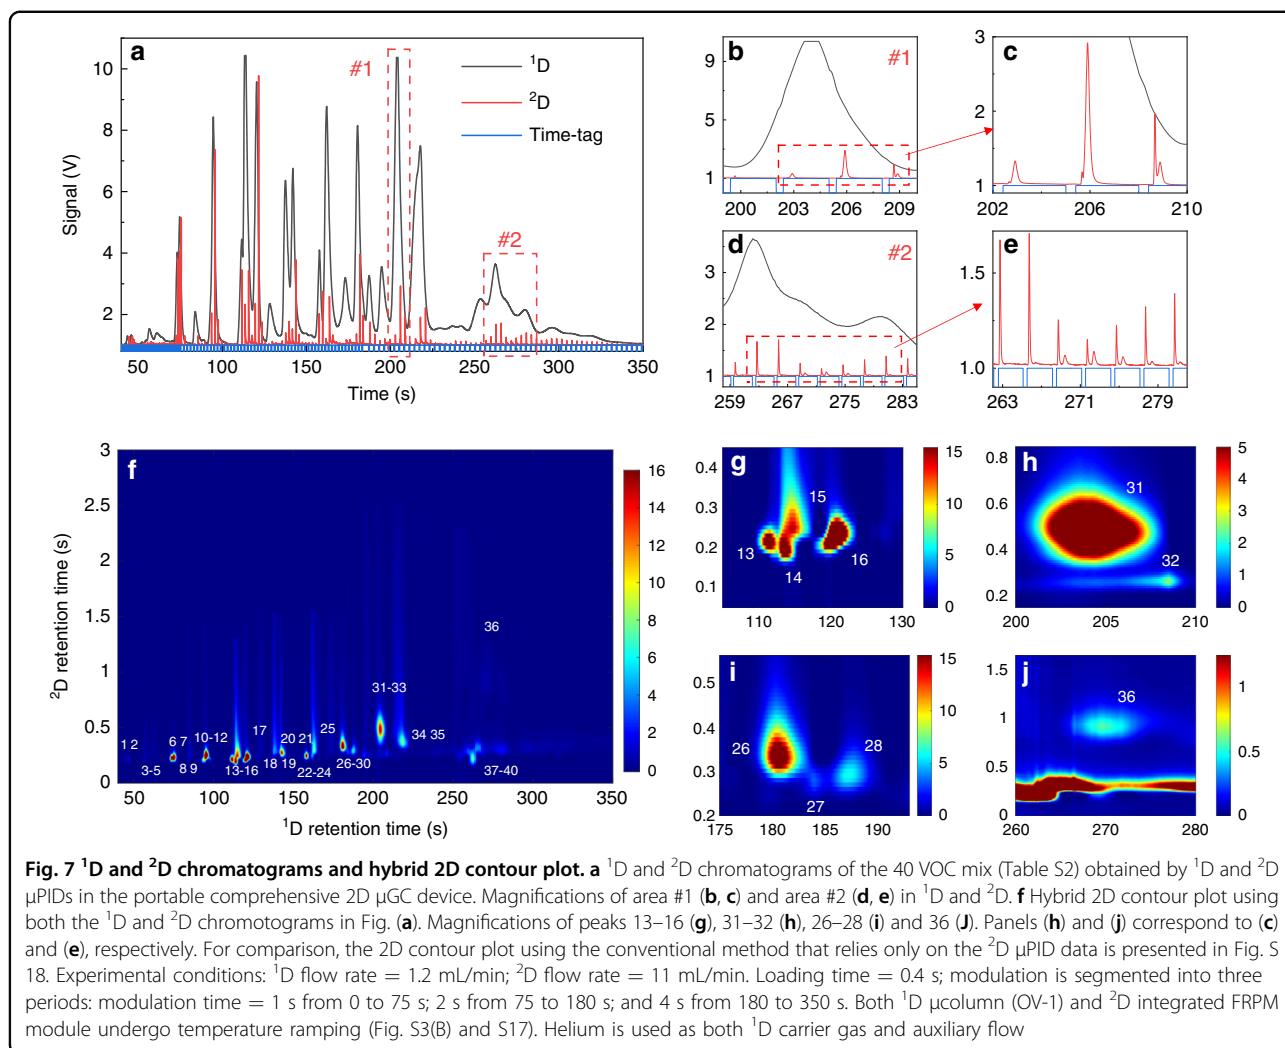 a
#1
¹D
²D
Time-tag
#2
10
8
6
4
2
Signal (V)
50 100 150 200 250 300 350
Time (s)
b
#1
9
5
1
200 203 206 209
c
3
2
1
202 206 210
d
#2
3
2
1
259 267 275 283
e
1.5
1.0
263 271 279
f
3
2.5
2
1.5
1
0.5
0
²D retention time (s)
50 100 150 200 250 300 350
¹D retention time (s)
1 2
3-5
6 7
8 9
10-12
13-16
17
18
19
20
21
22-24
25
26-30
31-33
34 35
36
37-40
16
14
12
10
8
6
4
2
0
g
0.4
0.3
0.2
0.1
110 120 130
13
14
15
16
15
10
5
0
h
0.8
0.6
0.4
0.2
200 205 210
31
32
5
4
3
2
1
0
i
0.5
0.4
0.3
0.2
175 180 185 190
26
27
28
15
10
5
0
j
1.5
1
0.5
0
260 270 280
36
1
0.5
0
Fig. 7 ¹D and ²D chromatograms and hybrid 2D contour plot. a ¹D and ²D chromatograms of the 40 VOC mix (Table S2) obtained by ¹D and ²D
μPIDs in the portable comprehensive 2D μGC device. Magnifications of area #1 (b, c) and area #2 (d, e) in ¹D and ²D. f Hybrid 2D contour plot using
both the ¹D and ²D chromotograms in Fig. (a). Magnifications of peaks 13–16 (g), 31–32 (h), 26–28 (i) and 36 (J). Panels (h) and (j) correspond to (c)
and (e), respectively. For comparison, the 2D contour plot using the conventional method that relies only on the ²D μPID data is presented in Fig. S
18. Experimental conditions: ¹D flow rate = 1.2 mL/min; ²D flow rate = 11 mL/min. Loading time = 0.4 s; modulation is segmented into three
periods: modulation time = 1 s from 0 to 75 s; 2 s from 75 to 180 s; and 4 s from 180 to 350 s. Both ¹D μcolumn (OV-1) and ²D integrated FRPM
module undergo temperature ramping (Fig. S3(B) and S17). Helium is used as both ¹D carrier gas and auxiliary flow